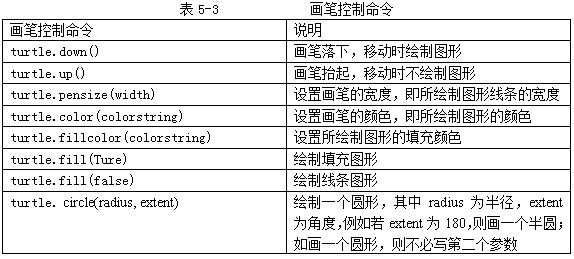 表 5-3 画笔控制命令
画笔控制命令 说明
turtle.down() 画笔落下，移动时绘制图形
turtle.up() 画笔抬起，移动时不绘制图形
turtle.pensize(width) 设置画笔的宽度，即所绘制图形线条的宽度
turtle.color(colorstring) 设置画笔的颜色，即所绘制图形的颜色
turtle.fillcolor(colorstring) 设置所绘制图形的填充颜色
turtle.fill(Ture) 绘制填充图形
turtle.fill(false) 绘制线条图形
turtle. circle(radius, extent) 绘制一个圆形，其中 radius 为半径，extent
为角度，例如若 extent 为 180，则画一个半圆；
如画一个圆形，则不必写第二个参数